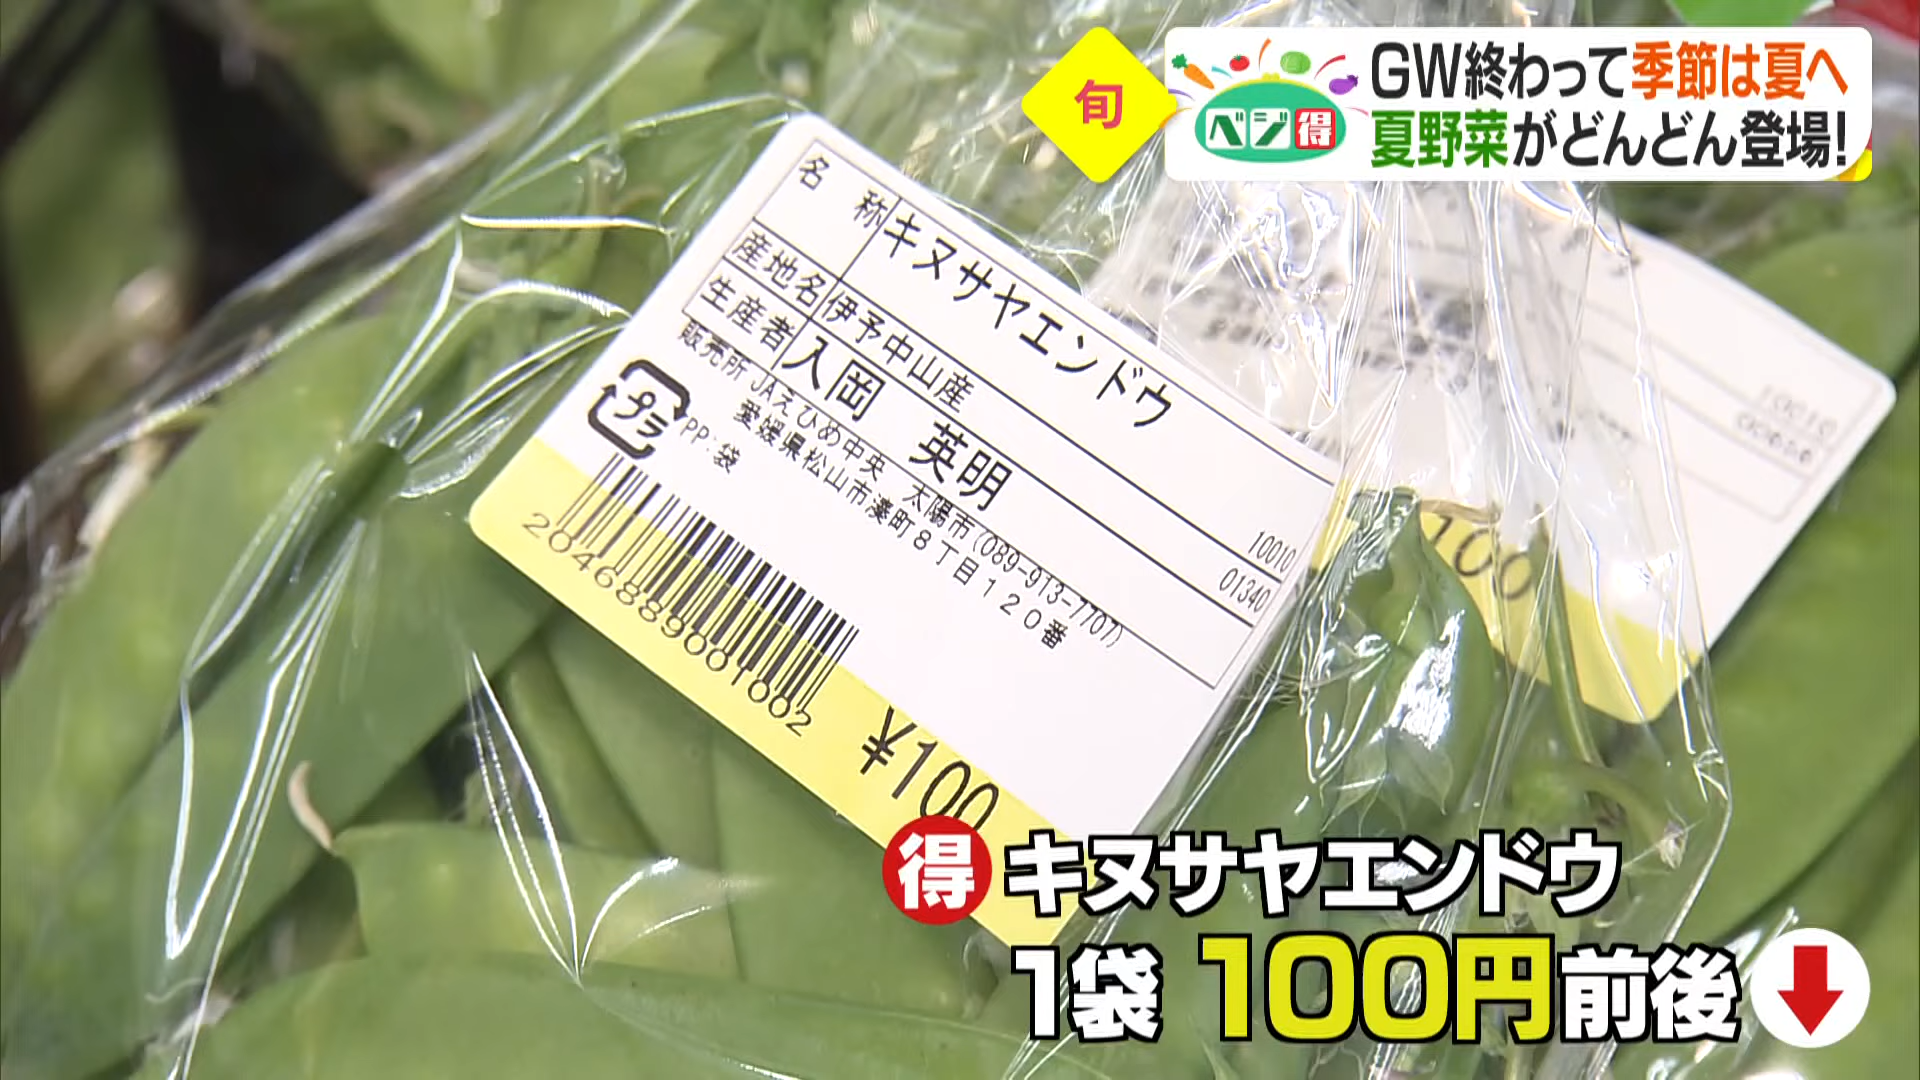 旬
ベジ得
GW終わって季節は夏へ
夏野菜がどんどん登場!
名 称 キヌサヤエンドウ
10010
産地名 伊予中山産
01340
生産者 入岡 英明
販売所 JAえひめ中央 太陽市(089-913-7707)
愛媛県松山市湊町8丁目120番
プラ
PP:袋
2046889001002
¥100
100
得 キヌサヤエンドウ
1袋 100円前後